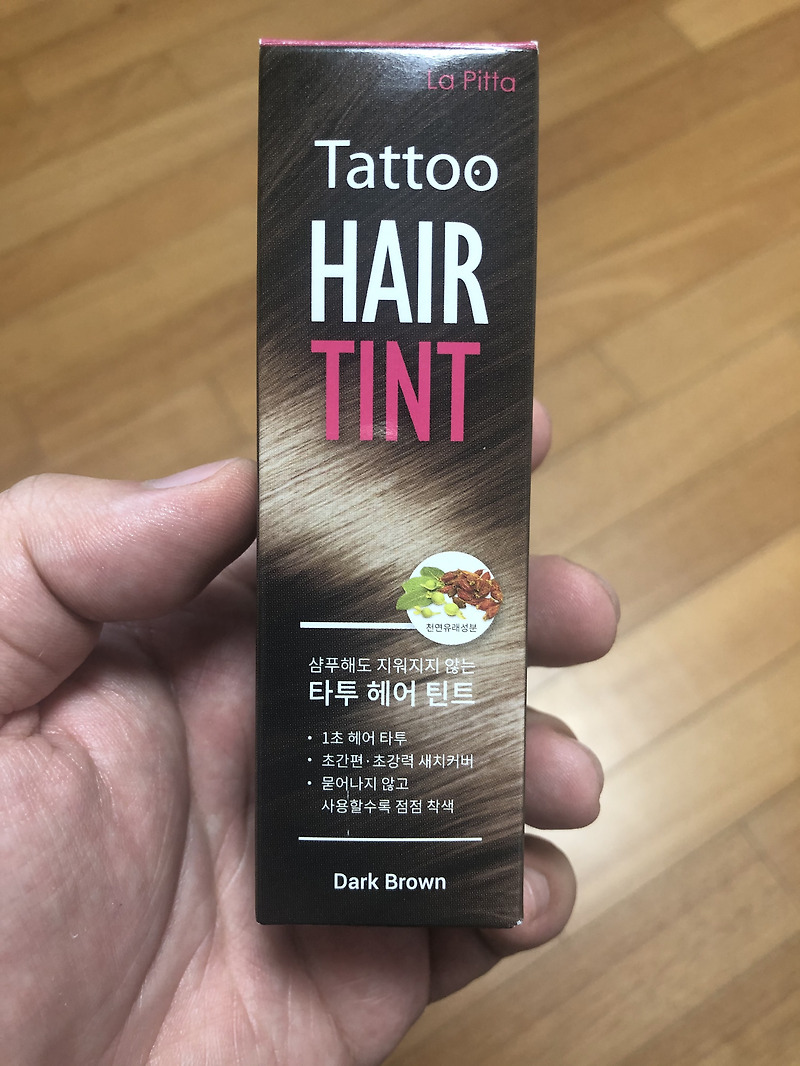 La Pitta
Tattoo
HAIR
TINT
천연유래성분
샴푸해도 지워지지 않는
타투 헤어 틴트
• 1초 헤어 타투
• 초간편·초강력 새치커버
• 묻어나지 않고
사용할수록 점점 착색
Dark Brown